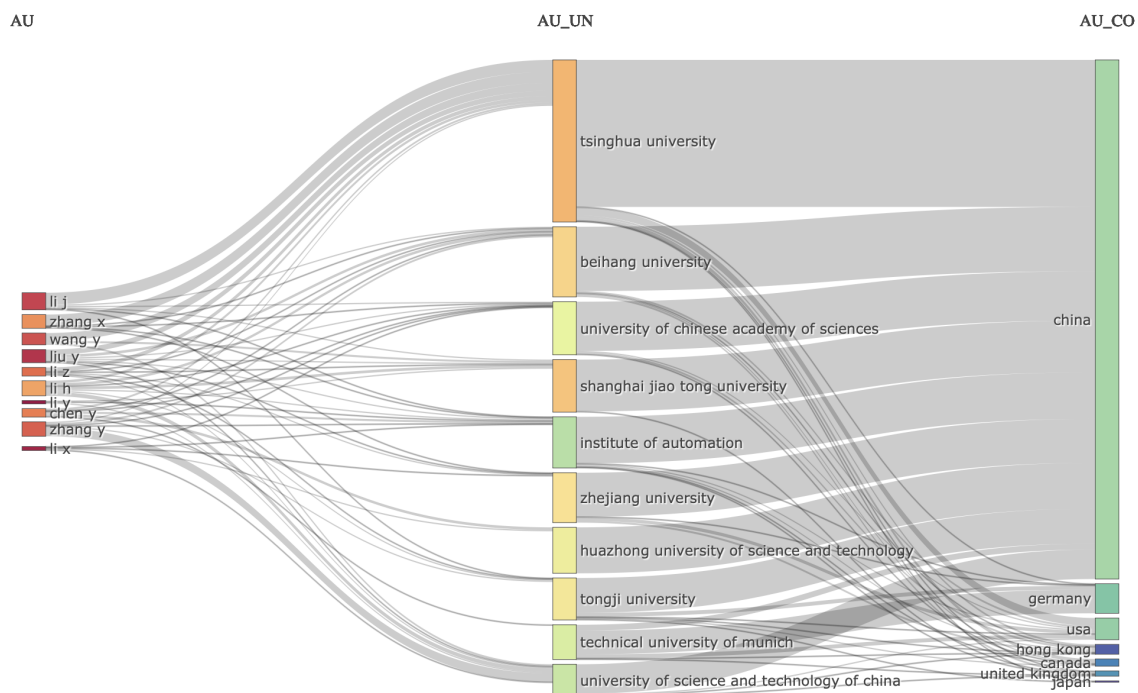 AU
AU_UN
AU_CO
li j
zhang x
wang y
liu y
li z
li h
li y
chen y
zhang y
li x
tsinghua university
beihang university
university of chinese academy of sciences
shanghai jiao tong university
institute of automation
zhejiang university
huazhong university of science and technology
tongji university
technical university of munich
university of science and technology of china
china
germany
usa
hong kong
canada
united kingdom
japan